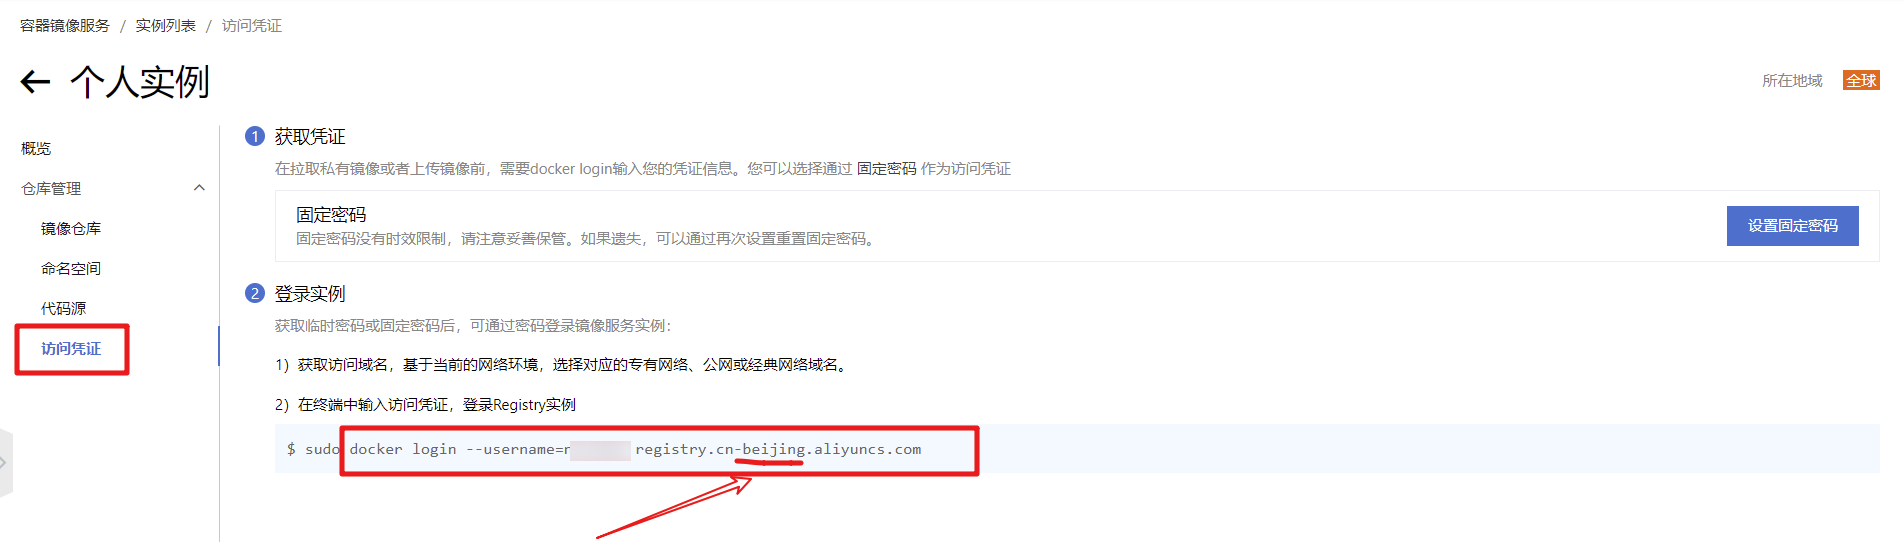 容器镜像服务 / 实例列表 / 访问凭证
个人实例
所在地域 全球
概览
仓库管理
镜像仓库
命名空间
代码源
访问凭证
1 获取凭证
在拉取私有镜像或者上传镜像前，需要docker login输入您的凭证信息。您可以选择通过 固定密码 作为访问凭证
固定密码
固定密码没有时效限制，请注意妥善保管。如果遗失，可以通过再次设置重置固定密码。
设置固定密码
2 登录实例
获取临时密码或固定密码后，可通过密码登录镜像服务实例：
1）获取访问域名，基于当前的网络环境，选择对应的专有网络、公网或经典网络域名。
2）在终端中输入访问凭证，登录Registry实例
$ sudo docker login --username= registry.cn-beijing.aliyuncs.com